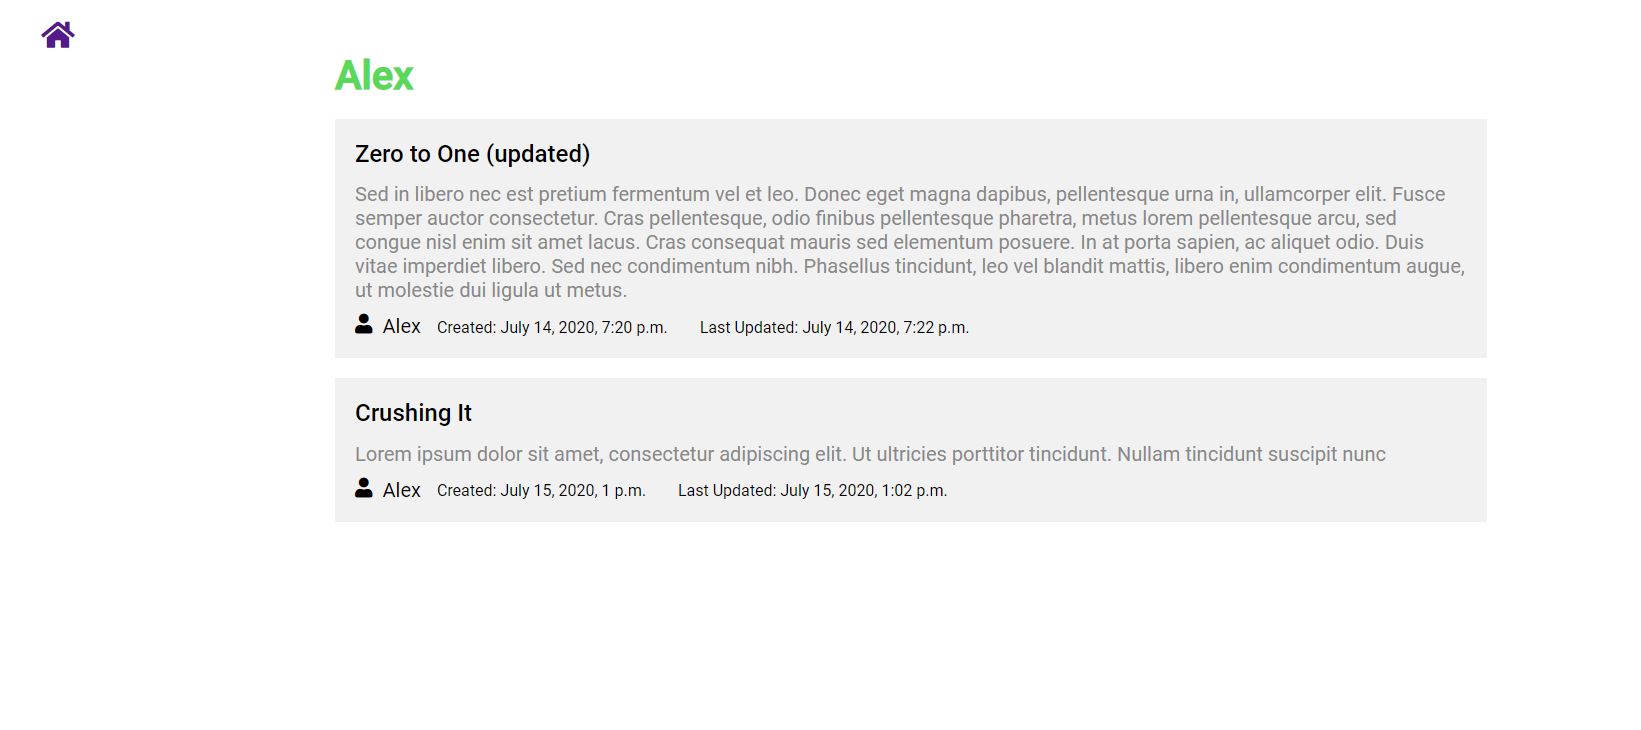 Alex
Zero to One (updated)
Sed in libero nec est pretium fermentum vel et leo. Donec eget magna dapibus, pellentesque urna in, ullamcorper elit. Fusce
semper auctor consectetur. Cras pellentesque, odio finibus pellentesque pharetra, metus lorem pellentesque arcu, sed
congue nisl enim sit amet lacus. Cras consequat mauris sed elementum posuere. In at porta sapien, ac aliquet odio. Duis
vitae imperdiet libero. Sed nec condimentum nibh. Phasellus tincidunt, leo vel blandit mattis, libero enim condimentum augue,
ut molestie dui ligula ut metus.
Alex Created: July 14, 2020, 7:20 p.m. Last Updated: July 14, 2020, 7:22 p.m.
Crushing It
Lorem ipsum dolor sit amet, consectetur adipiscing elit. Ut ultricies porttitor tincidunt. Nullam tincidunt suscipit nunc
Alex Created: July 15, 2020, 1 p.m. Last Updated: July 15, 2020, 1:02 p.m.